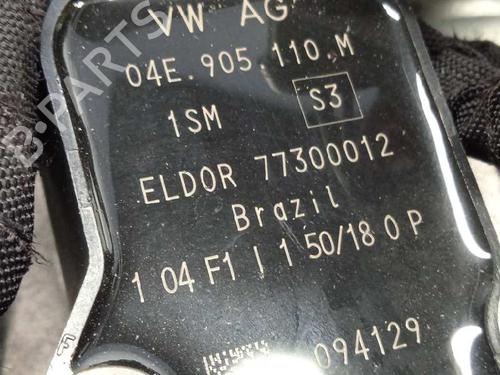 VW AG
04E.905 110.M
1SM S3
ELDOR 77300012
Brazil
1 04 F1 I 1 50/18 0 P
094129
B-PARTS